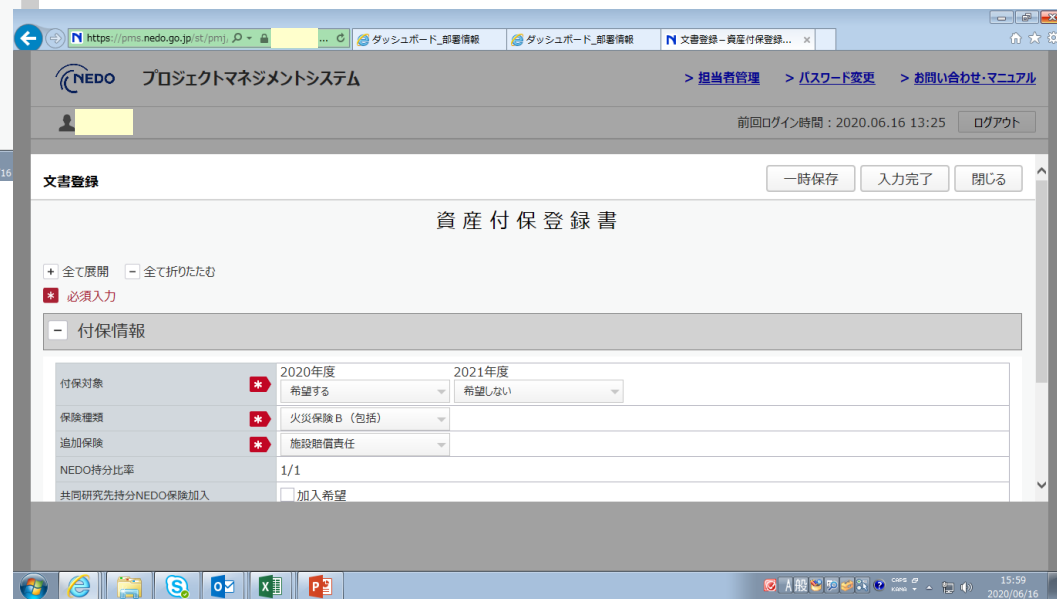 https://pms.nedo.go.jp/st/pmj, ... ダッシュボード_部署情報 ダッシュボード_部署情報 文書登録 – 資産付保登録...
NEDO プロジェクトマネジメントシステム > 担当者管理 > パスワード変更 > お問い合わせ・マニュアル
前回ログイン時間：2020.06.16 13:25 ログアウト
/16
文書登録 一時保存 入力完了 閉じる
資産付保登録書
+ 全て展開 − 全て折りたたむ
* 必須入力
− 付保情報
2020年度 2021年度
付保対象 * 希望する 希望しない
保険種類 * 火災保険Ｂ（包括）
追加保険 * 施設賠償責任
NEDO持分比率 1/1
共同研究先持分NEDO保険加入 加入希望
A 般 CAPS KANA 15:59
2020/06/16